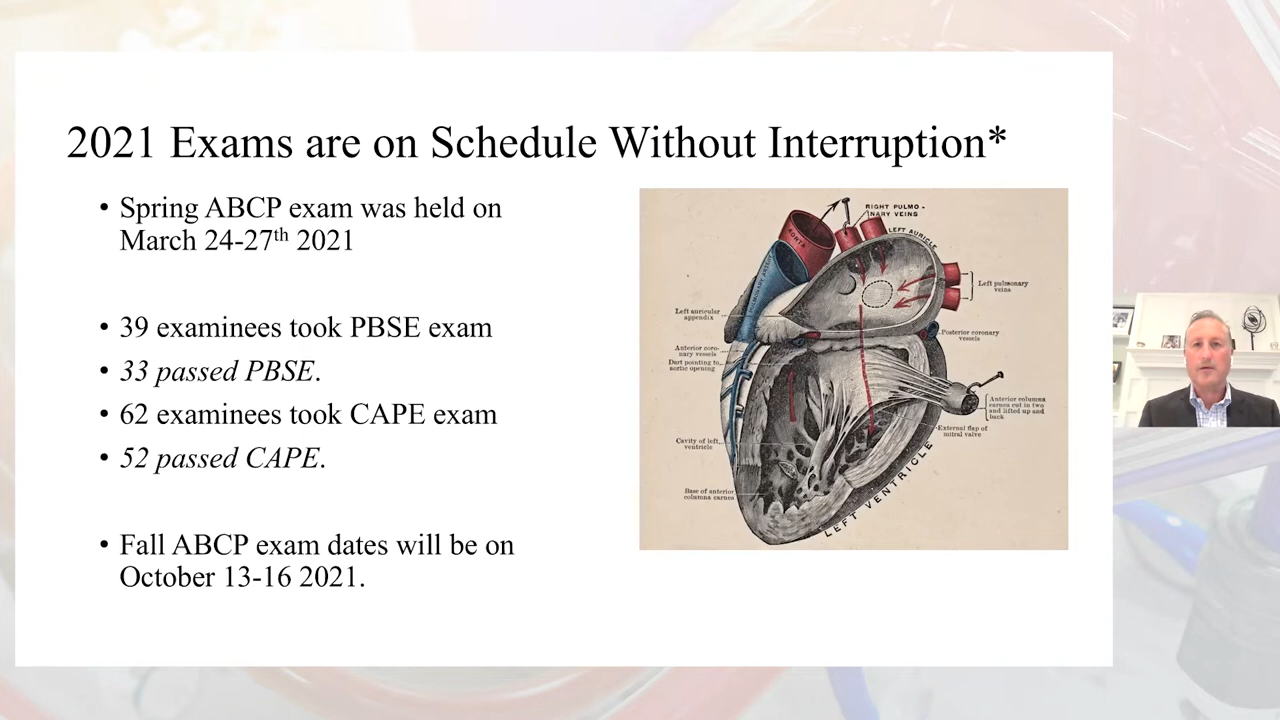 2021 Exams are on Schedule Without Interruption*
• Spring ABCP exam was held on
March 24-27th 2021
• 39 examinees took PBSE exam
• 33 passed PBSE.
• 62 examinees took CAPE exam
• 52 passed CAPE.
• Fall ABCP exam dates will be on
October 13-16 2021.
RIGHT PULMO-
NARY VEINS
LEFT AURICLE
AORTA
Left pulmonary
veins
Left auricular
appendix
Posterior coronary
vessels
Anterior coro-
nary vessels
Dart pointing to
aortic opening
Anterior columna
carnea cut in two
and lifted up and
back
External flap of
mitral valve
Cavity of left
ventricle
Base of anterior
columna carnea
LEFT VENTRICLE